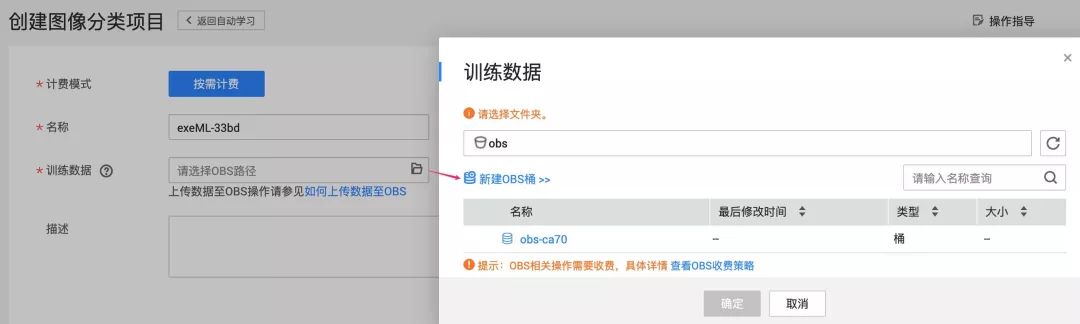 创建图像分类项目 < 返回自动学习 操作指导
* 计费模式 按需计费
* 名称 exeML-33bd
* 训练数据 ? 请选择OBS路径
上传数据至OBS操作请参见如何上传数据至OBS
描述
训练数据 ×
请选择文件夹。
obs
新建OBS桶 >> 请输入名称查询
名称 最后修改时间 类型 大小
obs-ca70 -- 桶 --
提示：OBS相关操作需要收费，具体详情 查看OBS收费策略
确定 取消